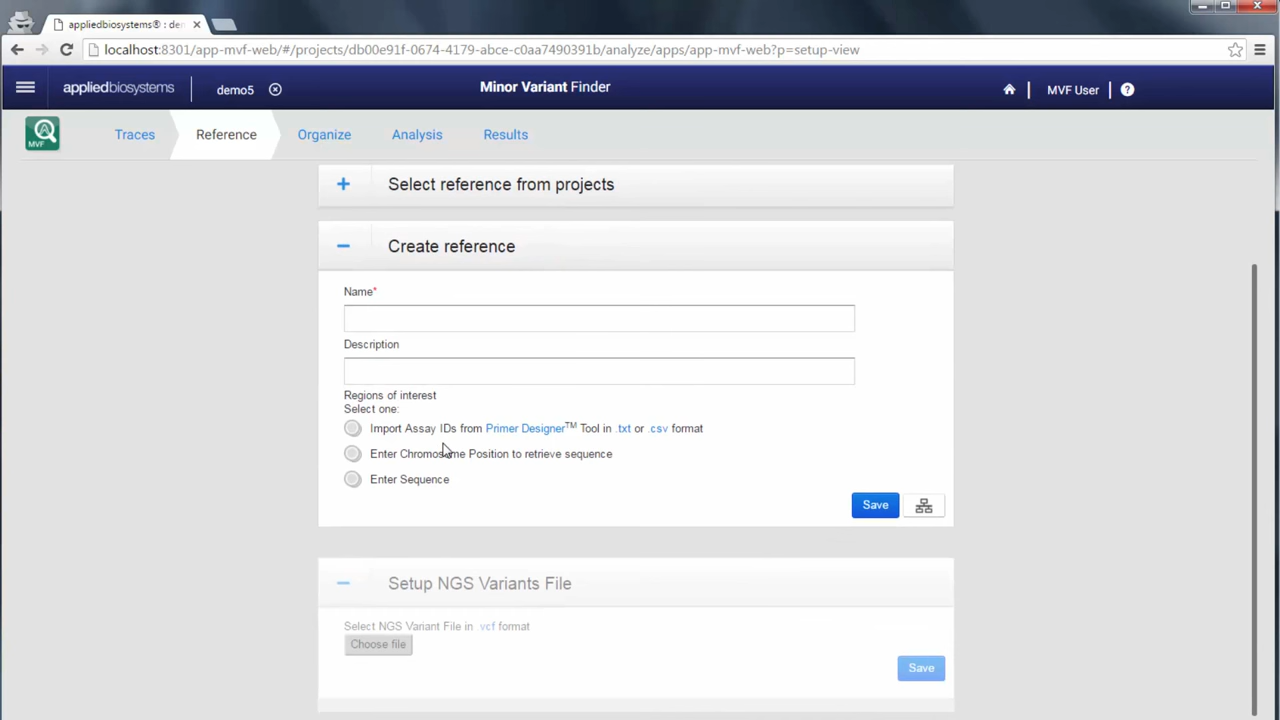 appliedbiosystems® : den
localhost:8301/app-mvf-web/#/projects/db00e91f-0674-4179-abce-c0aa7490391b/analyze/apps/app-mvf-web?p=setup-view
appliedbiosystems demo5 Minor Variant Finder MVF User ?
MVF Traces Reference Organize Analysis Results
Select reference from projects
Create reference
Name*
Description
Regions of interest
Select one:
Import Assay IDs from Primer Designer™ Tool in .txt or .csv format
Enter Chromosome Position to retrieve sequence
Enter Sequence
Save
Setup NGS Variants File
Select NGS Variant File in .vcf format
Choose file
Save